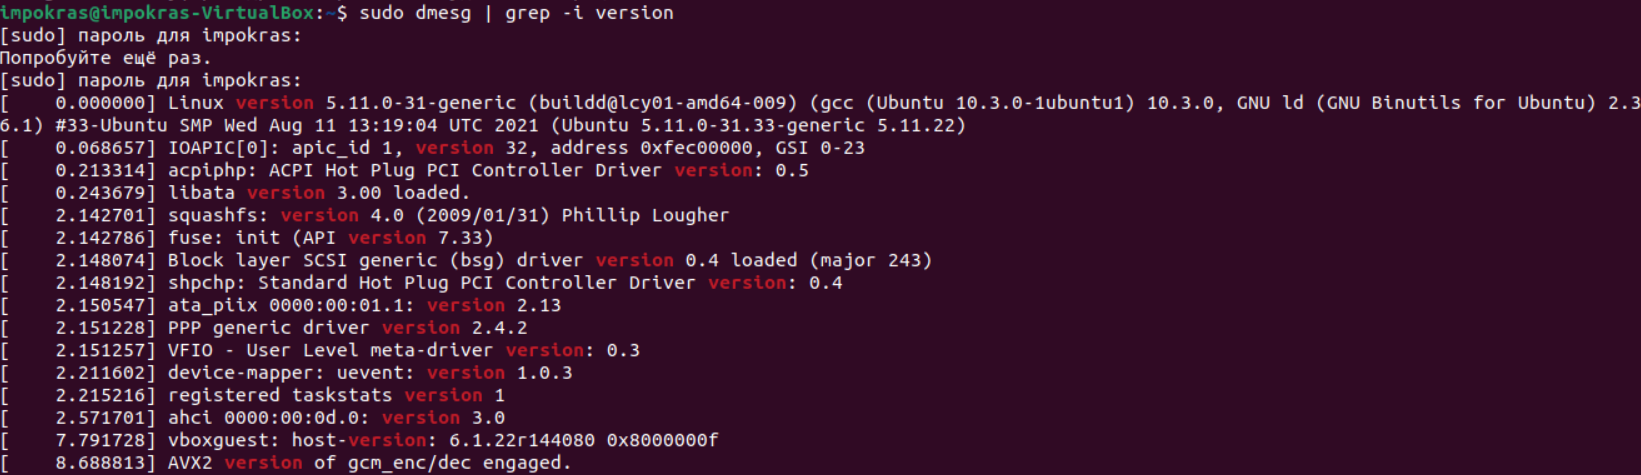 impokras@impokras-VirtualBox:~$ sudo dmesg | grep -i version
[sudo] пароль для impokras:
Попробуйте ещё раз.
[sudo] пароль для impokras:
[    0.000000] Linux version 5.11.0-31-generic (buildd@lcy01-amd64-009) (gcc (Ubuntu 10.3.0-1ubuntu1) 10.3.0, GNU ld (GNU Binutils for Ubuntu) 2.3
6.1) #33-Ubuntu SMP Wed Aug 11 13:19:04 UTC 2021 (Ubuntu 5.11.0-31.33-generic 5.11.22)
[    0.068657] IOAPIC[0]: apic_id 1, version 32, address 0xfec00000, GSI 0-23
[    0.213314] acpiphp: ACPI Hot Plug PCI Controller Driver version: 0.5
[    0.243679] libata version 3.00 loaded.
[    2.142701] squashfs: version 4.0 (2009/01/31) Phillip Lougher
[    2.142786] fuse: init (API version 7.33)
[    2.148074] Block layer SCSI generic (bsg) driver version 0.4 loaded (major 243)
[    2.148192] shpchp: Standard Hot Plug PCI Controller Driver version: 0.4
[    2.150547] ata_piix 0000:00:01.1: version 2.13
[    2.151228] PPP generic driver version 2.4.2
[    2.151257] VFIO - User Level meta-driver version: 0.3
[    2.211602] device-mapper: uevent: version 1.0.3
[    2.215216] registered taskstats version 1
[    2.571701] ahci 0000:00:0d.0: version 3.0
[    7.791728] vboxguest: host-version: 6.1.22r144080 0x8000000f
[    8.688813] AVX2 version of gcm_enc/dec engaged.